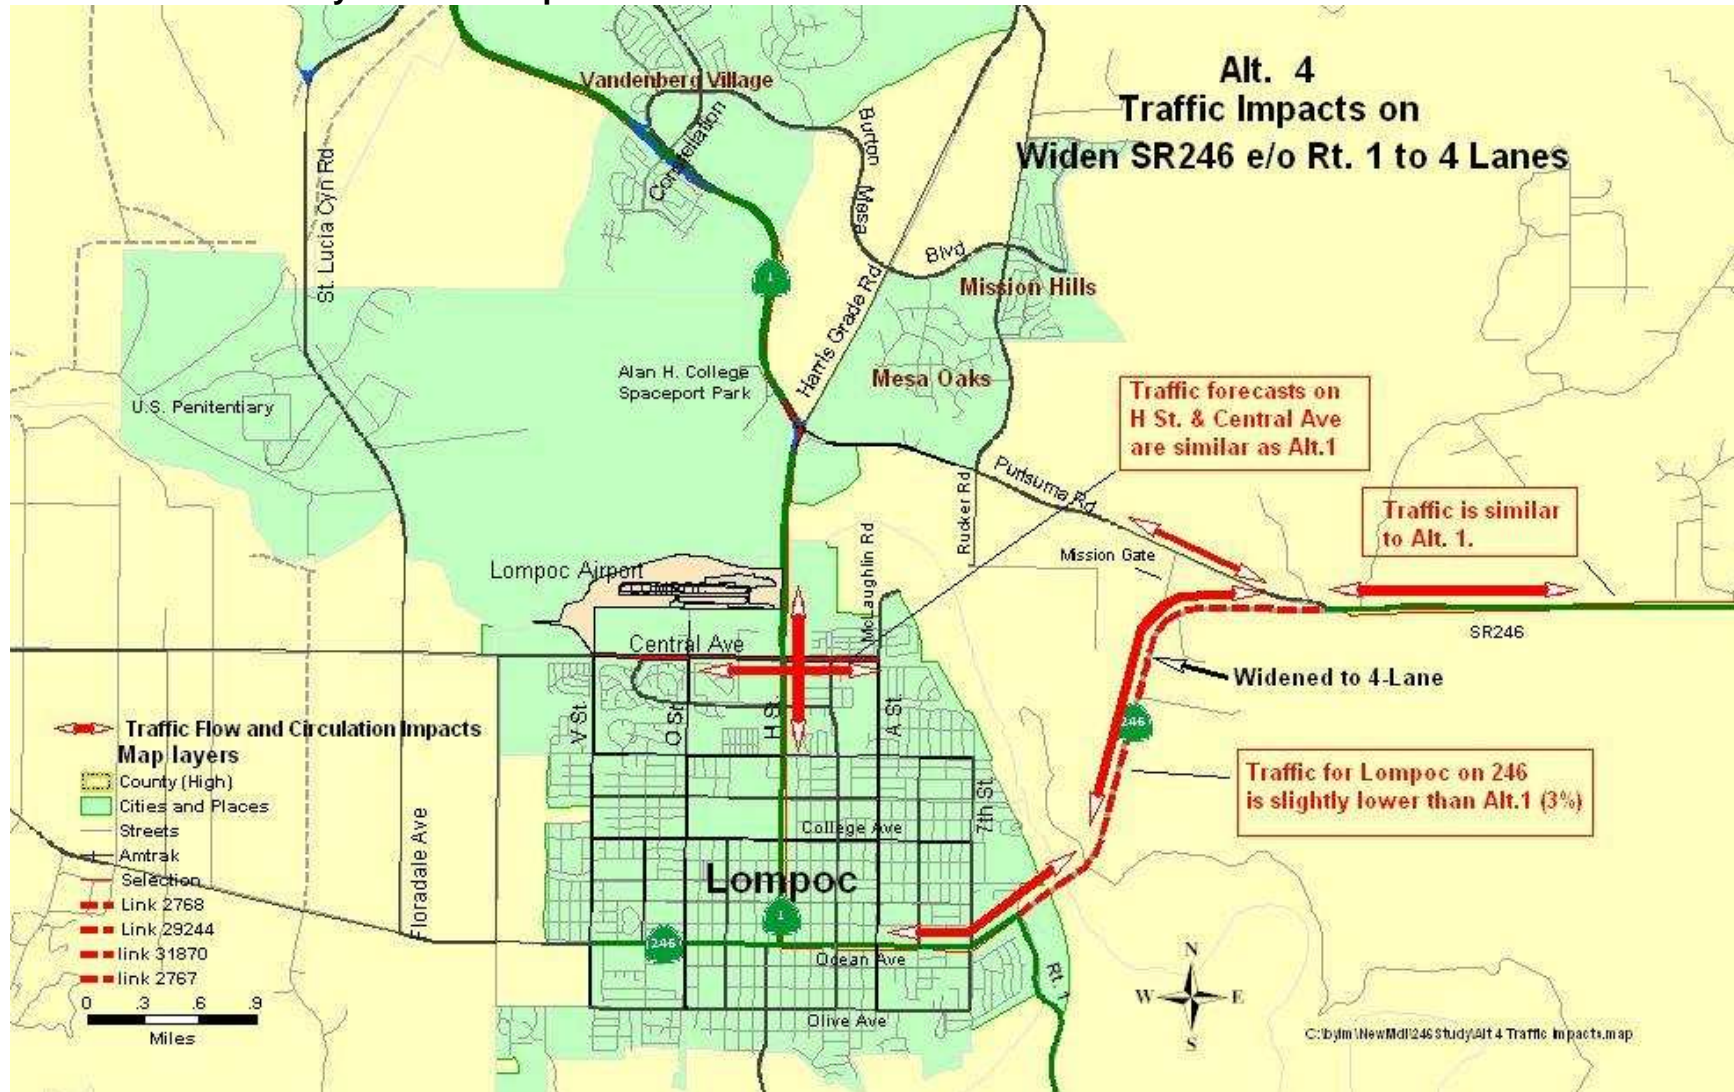 Alt. 4
Traffic Impacts on
Widen SR246 e/o Rt. 1 to 4 Lanes
Vandenberg Village
Constellation
Burton
Mesa
Blvd
St. Lucia Cyn Rd
1
Harris Grade Rd
Mission Hills
Mesa Oaks
Alan H. College
Spaceport Park
U.S. Penitentiary
Traffic forecasts on
H St. & Central Ave
are similar as Alt.1
Purisuma Rd
Rucker Rd
Traffic is similar
to Alt. 1.
Mission Gate
McLaughlin Rd
Lompoc Airport
Central Ave
SR246
Widened to 4-Lane
246
Traffic for Lompoc on 246
is slightly lower than Alt.1 (3%)
V St.
O St.
H St.
A St.
7th St.
College Ave
Lompoc
Floradale Ave
1
246
Ocean Ave
Rt. 1
Olive Ave
Traffic Flow and Circulation Impacts
Map layers
County (High)
Cities and Places
Streets
Amtrak
Selection
Link 2768
Link 29244
link 31870
link 2767
0 .3 .6 .9
Miles
N
W E
S
C:\bylm\NewMdl\246Study\Alt 4 Traffic Impacts.map